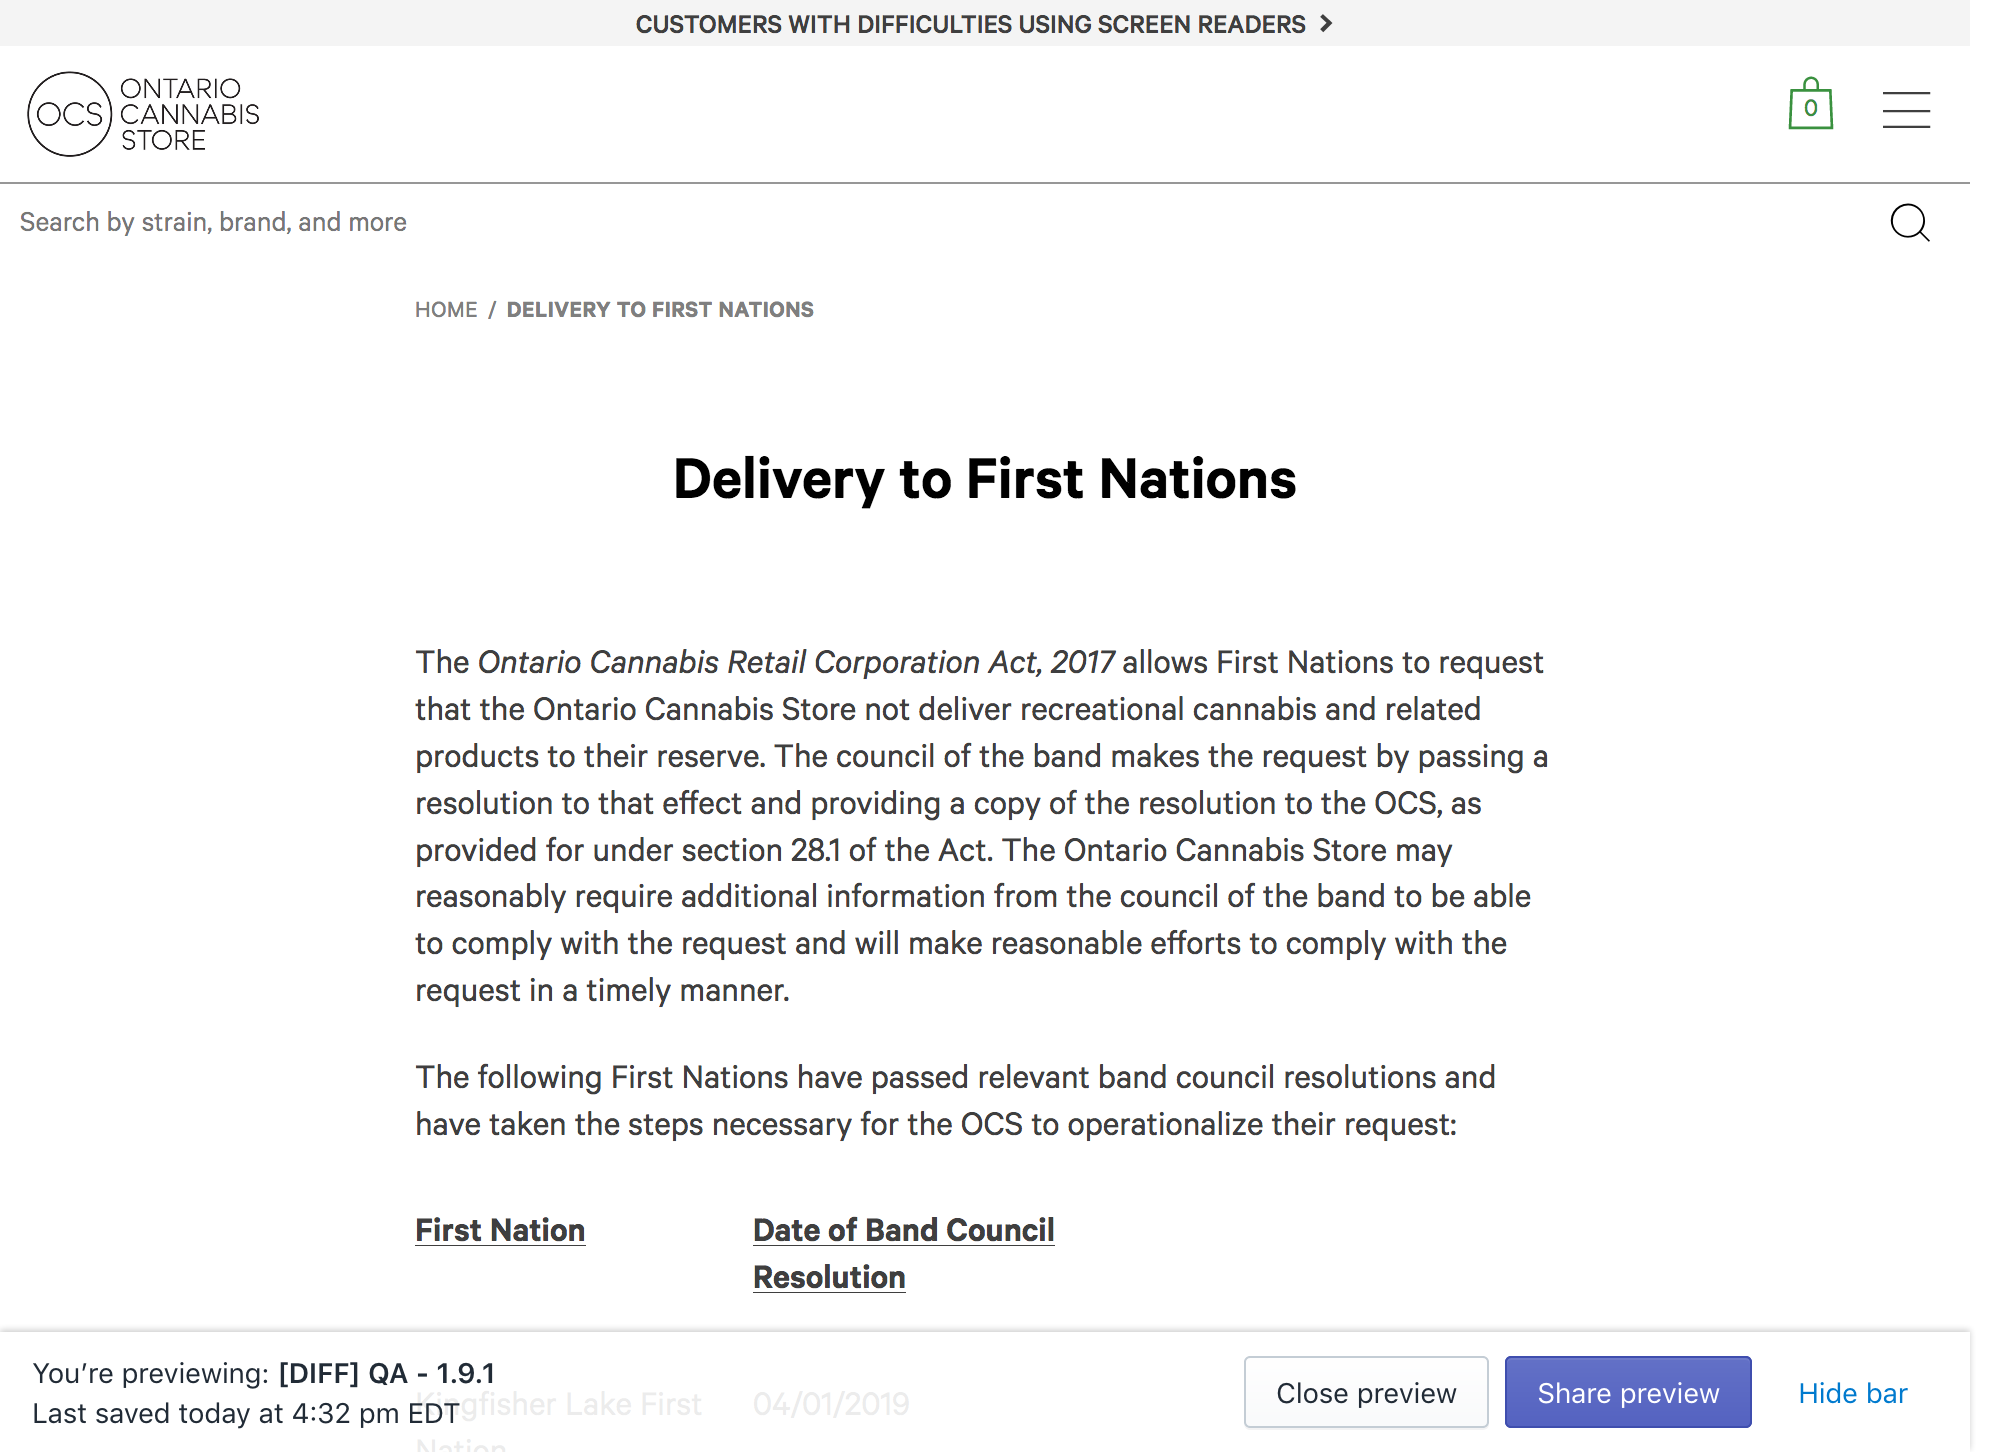 CUSTOMERS WITH DIFFICULTIES USING SCREEN READERS
OCS
ONTARIO
CANNABIS
STORE
0
Search by strain, brand, and more
HOME / DELIVERY TO FIRST NATIONS
Delivery to First Nations
The Ontario Cannabis Retail Corporation Act, 2017 allows First Nations to request
that the Ontario Cannabis Store not deliver recreational cannabis and related
products to their reserve. The council of the band makes the request by passing a
resolution to that effect and providing a copy of the resolution to the OCS, as
provided for under section 28.1 of the Act. The Ontario Cannabis Store may
reasonably require additional information from the council of the band to be able
to comply with the request and will make reasonable efforts to comply with the
request in a timely manner.
The following First Nations have passed relevant band council resolutions and
have taken the steps necessary for the OCS to operationalize their request:
First Nation
Date of Band Council
Resolution
You're previewing: [DIFF] QA - 1.9.1
Last saved today at 4:32 pm EDT
Kingfisher Lake First
Nation
04/01/2019
Close preview
Share preview
Hide bar